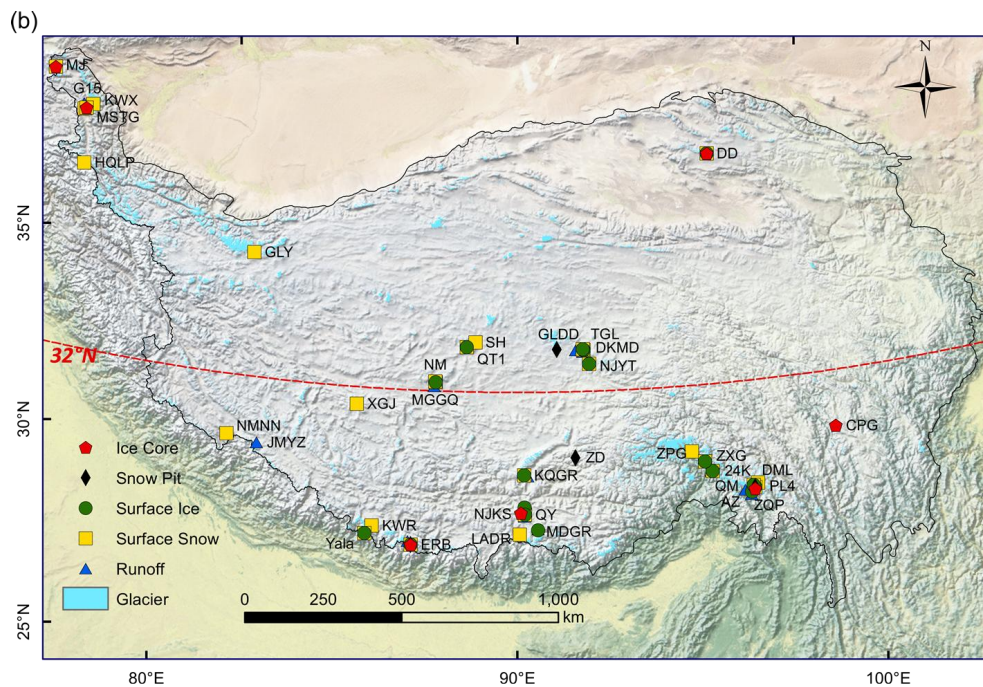 (b)
N
MJ
G15
KWX
MSTG
HQLP
DD
35°N
GLY
GLDD
TGL
SH
DKMD
QT1
NJYT
32°N
NM
MGGQ
XGJ
30°N
NMNN
JMYZ
CPG
ZPG
ZXG
ZD
24K
DML
KQGR
QM
PL4
AZ
ZQP
NJKS
QY
KWR
LADR
MDGR
Yala
ERB
Ice Core
Snow Pit
Surface Ice
Surface Snow
Runoff
Glacier
0 250 500 1,000
km
25°N
80°E 90°E 100°E